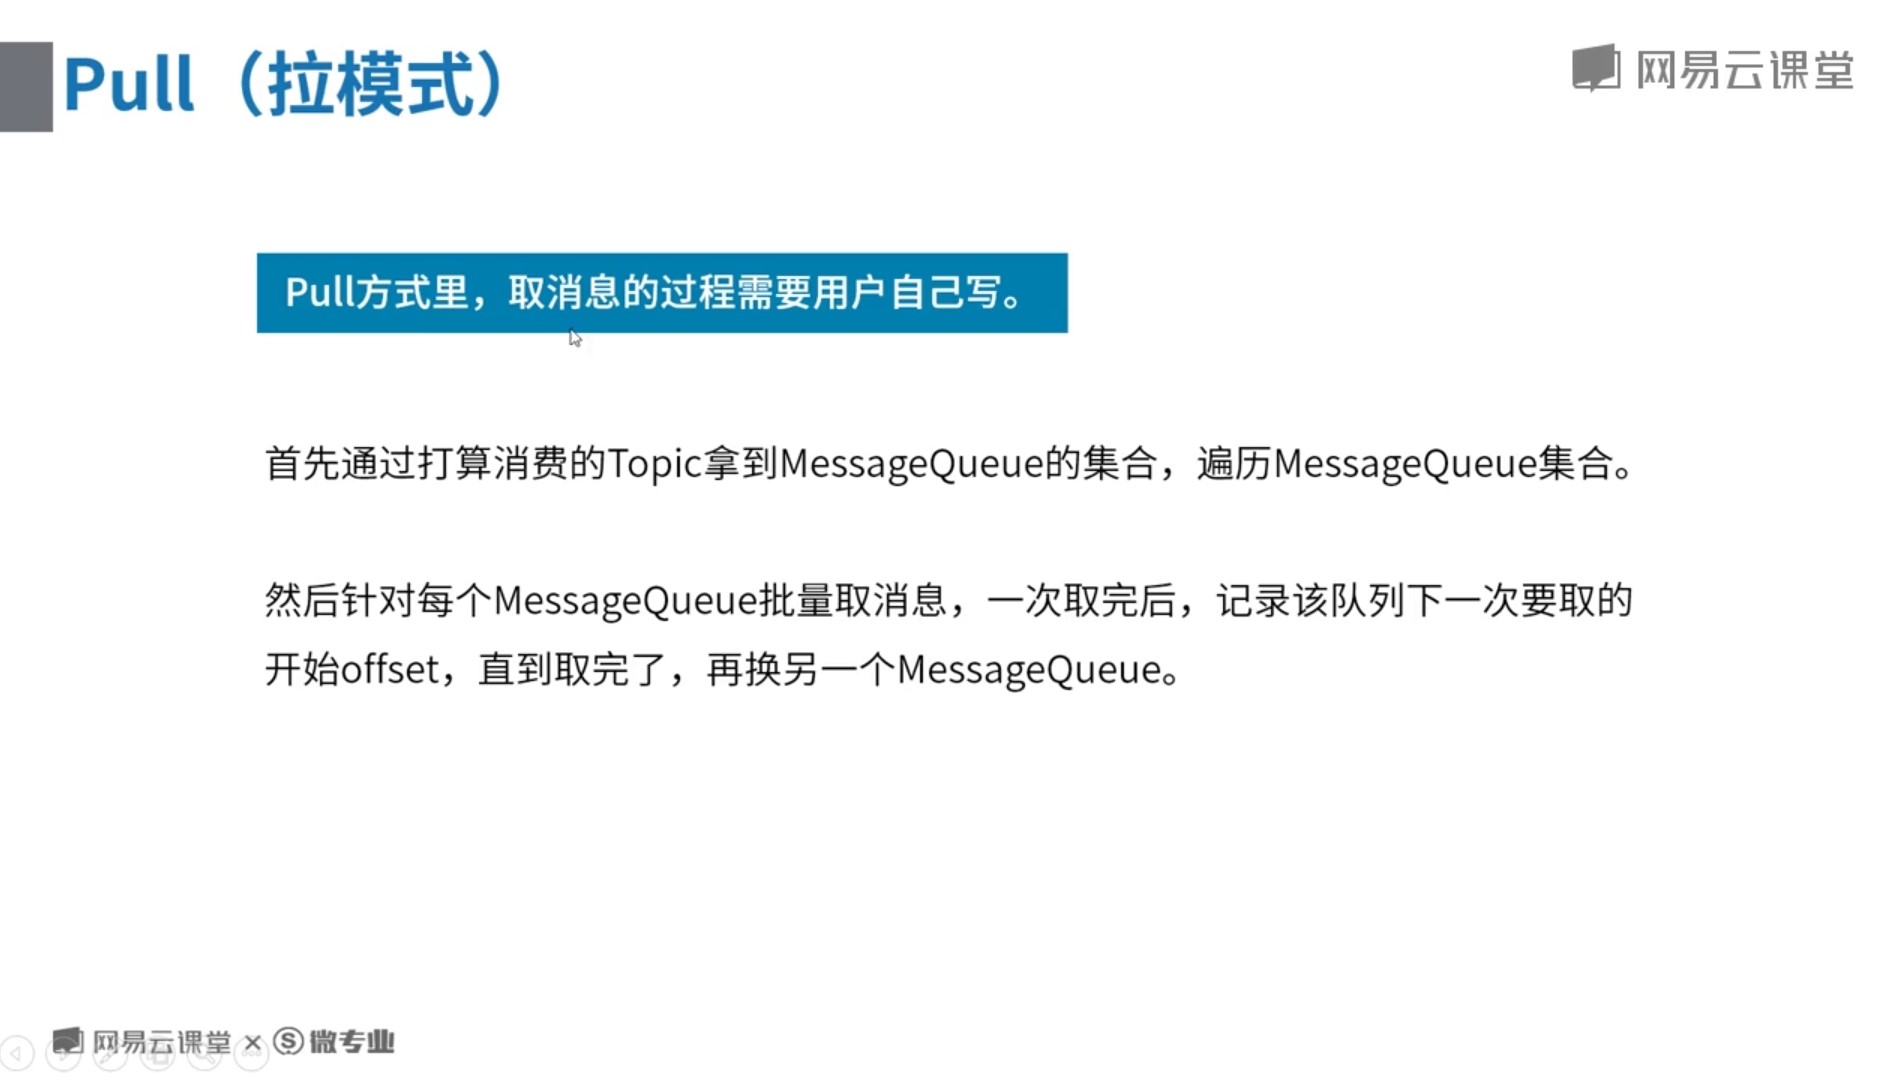 Pull（拉模式）
网易云课堂
Pull方式里，取消息的过程需要用户自己写。
首先通过打算消费的Topic拿到MessageQueue的集合，遍历MessageQueue集合。
然后针对每个MessageQueue批量取消息，一次取完后，记录该队列下一次要取的
开始offset，直到取完了，再换另一个MessageQueue。
网易云课堂 × Ⓢ 微专业